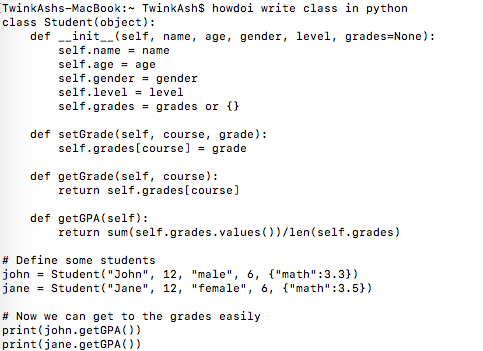 [TwinkAshs-MacBook:~ TwinkAsh$ howdoi write class in python
class Student(object):
    def __init__(self, name, age, gender, level, grades=None):
        self.name = name
        self.age = age
        self.gender = gender
        self.level = level
        self.grades = grades or {}

    def setGrade(self, course, grade):
        self.grades[course] = grade

    def getGrade(self, course):
        return self.grades[course]

    def getGPA(self):
        return sum(self.grades.values())/len(self.grades)

# Define some students
john = Student("John", 12, "male", 6, {"math":3.3})
jane = Student("Jane", 12, "female", 6, {"math":3.5})

# Now we can get to the grades easily
print(john.getGPA())
print(jane.getGPA())